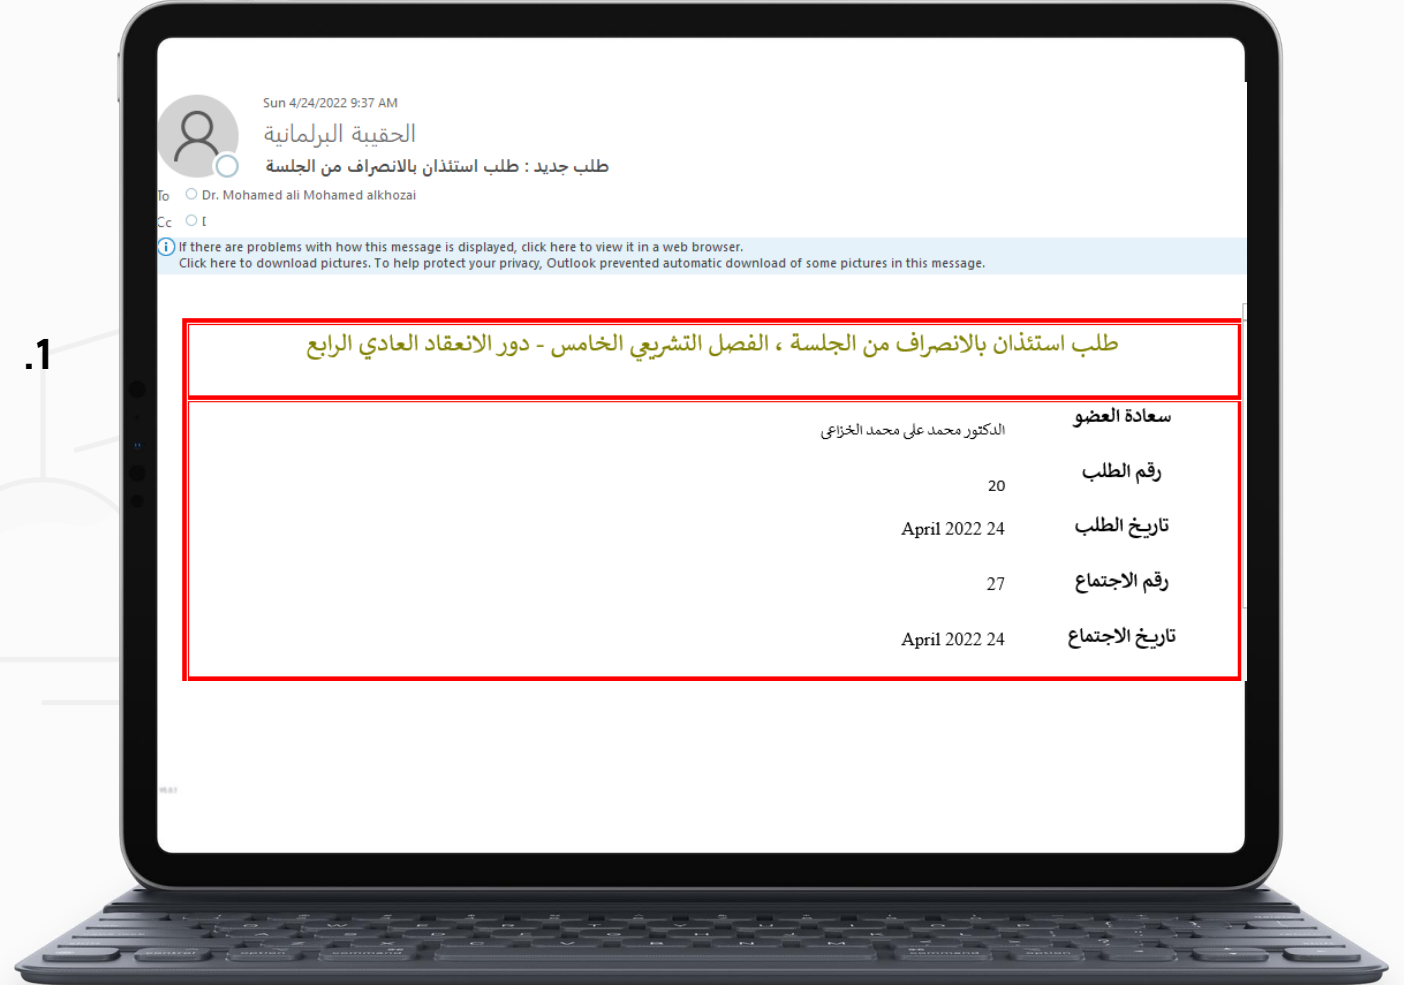 Sun 4/24/2022 9:37 AM
الحقيبة البرلمانية
طلب جديد : طلب استئذان بالانصراف من الجلسة
To Dr. Mohamed ali Mohamed alkhozai
Cc
If there are problems with how this message is displayed, click here to view it in a web browser.
Click here to download pictures. To help protect your privacy, Outlook prevented automatic download of some pictures in this message.
.1
طلب استئذان بالانصراف من الجلسة ، الفصل التشريعي الخامس - دور الانعقاد العادي الرابع
سعادة العضو الدكتور محمد على محمد الخزاعى
رقم الطلب 20
تاريخ الطلب 24 April 2022
رقم الاجتماع 27
تاريخ الاجتماع 24 April 2022